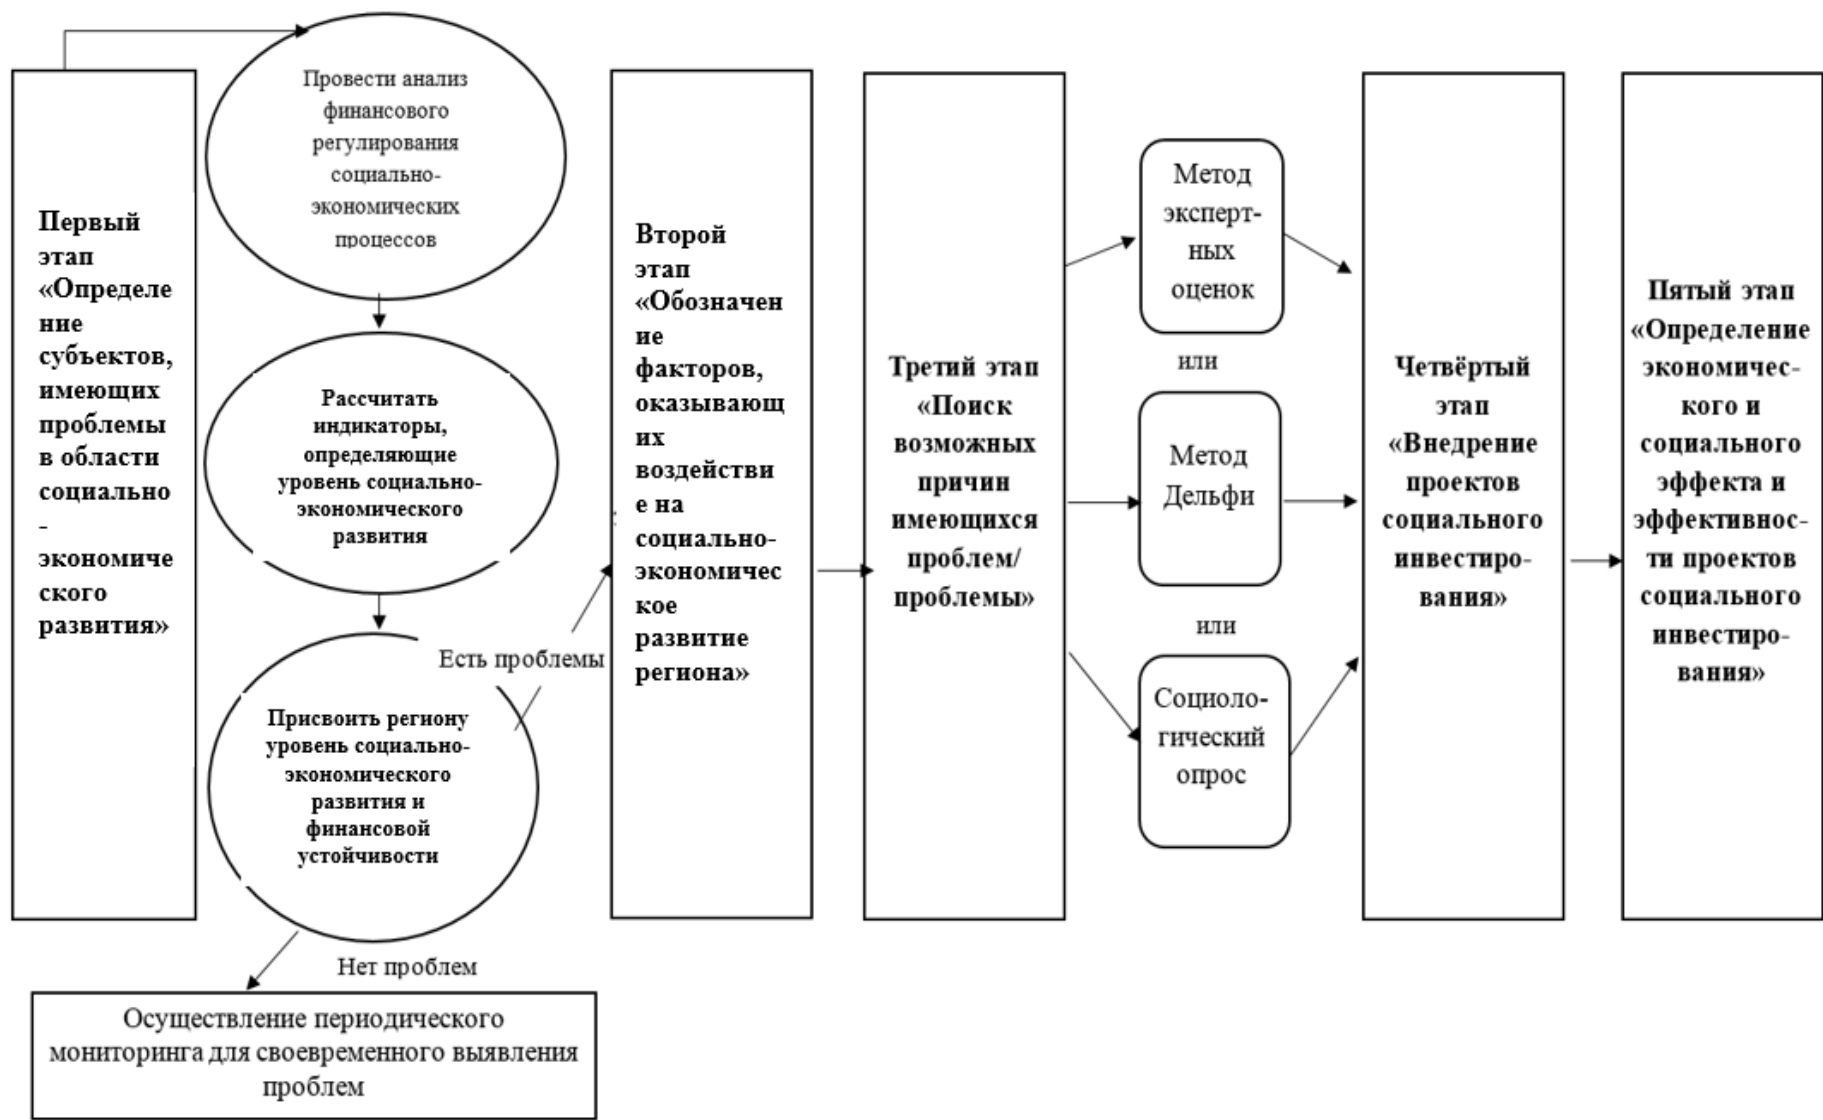 Первый
этап
«Определе
ние
субъектов,
имеющих
проблемы
в области
социально
-
экономиче
ского
развития»
Провести анализ
финансового
регулирования
социально-
экономических
процессов
Рассчитать
индикаторы,
определяющие
уровень социально-
экономического
развития
Присвоить региону
уровень социально-
экономического
развития и
финансовой
устойчивости
Есть проблемы
Нет проблем
Осуществление периодического
мониторинга для своевременного выявления
проблем
Второй
этап
«Обозначен
ие
факторов,
оказывающ
их
воздействи
е на
социально-
экономичес
кое
развитие
региона»
Третий этап
«Поиск
возможных
причин
имеющихся
проблем/
проблемы»
Метод
эксперт-
ных
оценок
или
Метод
Дельфи
или
Социоло-
гический
опрос
Четвёртый
этап
«Внедрение
проектов
социального
инвестиро-
вания»
Пятый этап
«Определение
экономичес-
кого и
социального
эффекта и
эффективнос-
ти проектов
социального
инвестиро-
вания»